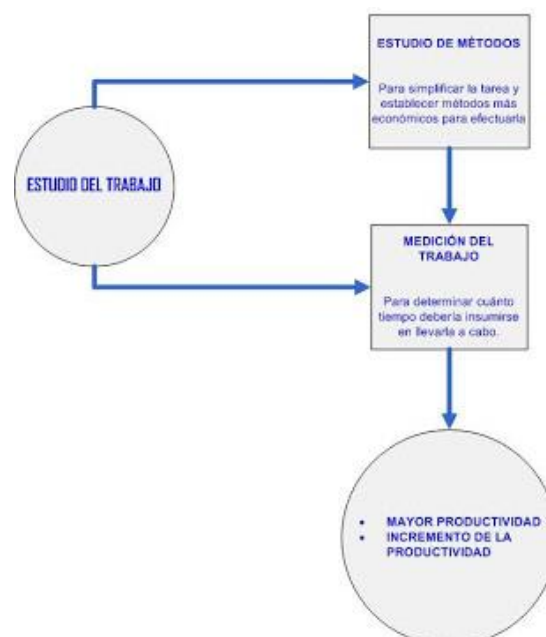 ESTUDIO DE MÉTODOS
Para simplificar la tarea y
establecer métodos más
económicos para efectuarla
ESTUDIO DEL TRABAJO
MEDICIÓN DEL
TRABAJO
Para determinar cuánto
tiempo debería insumirse
en llevarla a cabo.
• MAYOR PRODUCTIVIDAD
• INCREMENTO DE LA
PRODUCTIVIDAD